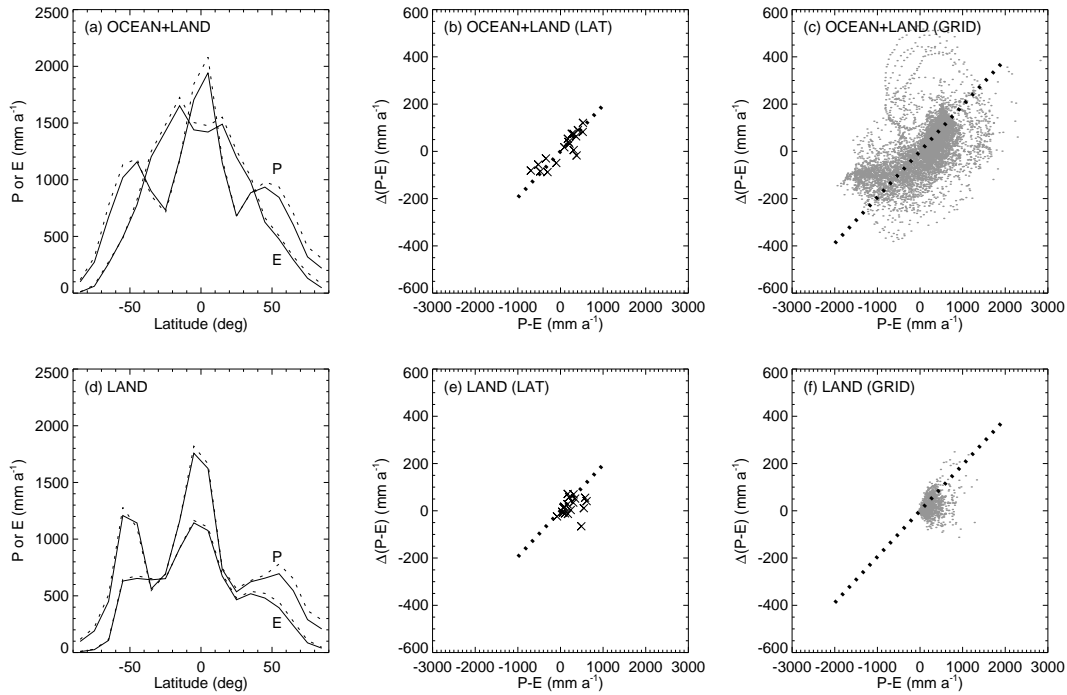 (a) OCEAN+LAND
P or E (mm a⁻¹)
2500
2000
1500
1000
500
0
P
E
-50 0 50
Latitude (deg)
(b) OCEAN+LAND (LAT)
Δ(P-E) (mm a⁻¹)
600
400
200
0
-200
-400
-600
-3000 -2000 -1000 0 1000 2000 3000
P-E (mm a⁻¹)
(c) OCEAN+LAND (GRID)
Δ(P-E) (mm a⁻¹)
600
400
200
0
-200
-400
-600
-3000 -2000 -1000 0 1000 2000 3000
P-E (mm a⁻¹)
(d) LAND
P or E (mm a⁻¹)
2500
2000
1500
1000
500
0
P
E
-50 0 50
Latitude (deg)
(e) LAND (LAT)
Δ(P-E) (mm a⁻¹)
600
400
200
0
-200
-400
-600
-3000 -2000 -1000 0 1000 2000 3000
P-E (mm a⁻¹)
(f) LAND (GRID)
Δ(P-E) (mm a⁻¹)
600
400
200
0
-200
-400
-600
-3000 -2000 -1000 0 1000 2000 3000
P-E (mm a⁻¹)